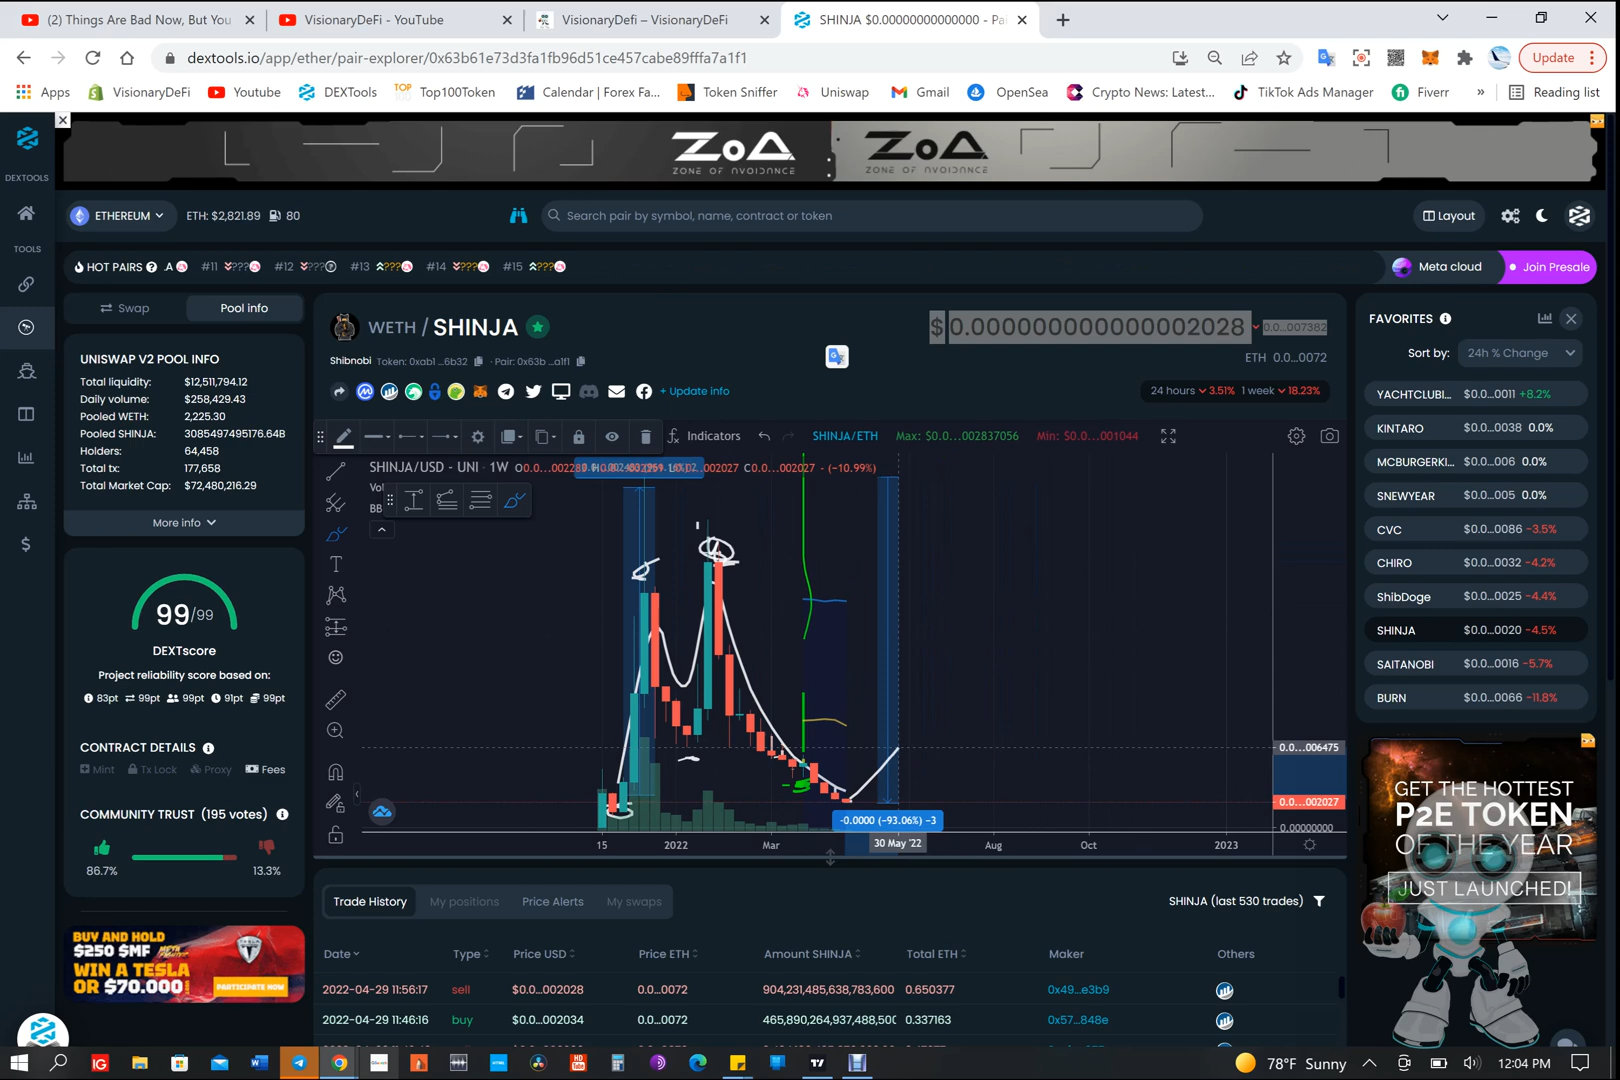 (2) Things Are Bad Now, But You
VisionaryDeFi - YouTube
VisionaryDefi – VisionaryDeFi
SHINJA $0.00000000000000 - Pa
dextools.io/app/ether/pair-explorer/0x63b61e73d3fa1fb96d51ce457cabe89fffa7a1f1
Update
Apps VisionaryDeFi Youtube DEXTools TOP Top100Token Calendar | Forex Fa... Token Sniffer Uniswap Gmail OpenSea Crypto News: Latest... TikTok Ads Manager Fiverr » Reading list
ZOA ZOA
ZONE OF AVOIDANCE ZONE OF AVOIDANCE
DEXTOOLS
ETHEREUM ETH: $2,821.89 80
Search pair by symbol, name, contract or token
Layout
TOOLS
HOT PAIRS .A #11 ??? #12 ??? #13 ??? #14 ??? #15 ???
Meta cloud Join Presale
Swap Pool info
UNISWAP V2 POOL INFO
Total liquidity: $12,511,794.12
Daily volume: $258,429.43
Pooled WETH: 2,225.30
Pooled SHINJA: 3085497495176.64B
Holders: 64,458
Total tx: 177,658
Total Market Cap: $72,480,216.29
More info
99/99
DEXTscore
Project reliability score based on:
83pt 99pt 99pt 91pt 99pt
CONTRACT DETAILS
Mint Tx Lock Proxy Fees
COMMUNITY TRUST (195 votes)
86.7% 13.3%
BUY AND HOLD
$250 $MF
WIN A TESLA
OR $70.000
PARTICIPATE NOW
WETH / SHINJA
$0.000000000000002028 0.0...007382
Shibnobi Token: 0xab1...6b32 · Pair: 0x63b...a1f1
ETH 0.0...0072
+ Update info
24 hours 3.51% 1 week 18.23%
Indicators SHINJA/ETH Max: $0.0...002837056 Min: $0.0...001044
SHINJA/USD - UNI · 1W
C0.0...002027 - (-10.99%)
Vol
BB
0.0...006475
0.0...002027
0.00000000
-0.0000 (-93.06%) -3
15 2022 Mar 30 May '22 Aug Oct 2023
Trade History My positions Price Alerts My swaps
SHINJA (last 530 trades)
Date Type Price USD Price ETH Amount SHINJA Total ETH Maker Others
2022-04-29 11:56:17 sell $0.0...002028 0.0...0072 904,231,485,638,783,600 0.650377 0x49...e3b9
2022-04-29 11:46:16 buy $0.0...002034 0.0...0072 465,890,264,937,488,50 0.337163 0x57...848e
FAVORITES
Sort by: 24h % Change
YACHTCLUBI... $0.0...0011 +8.2%
KINTARO $0.0...0038 0.0%
MCBURGERKI... $0.0...006 0.0%
SNEWYEAR $0.0...005 0.0%
CVC $0.0...0086 -3.5%
CHIRO $0.0...0032 -4.2%
ShibDoge $0.0...0025 -4.4%
SHINJA $0.0...0020 -4.5%
SAITANOBI $0.0...0016 -5.7%
BURN $0.0...0066 -11.8%
GET THE HOTTEST
P2E TOKEN
OF THE YEAR
JUST LAUNCHED!
78°F Sunny 12:04 PM